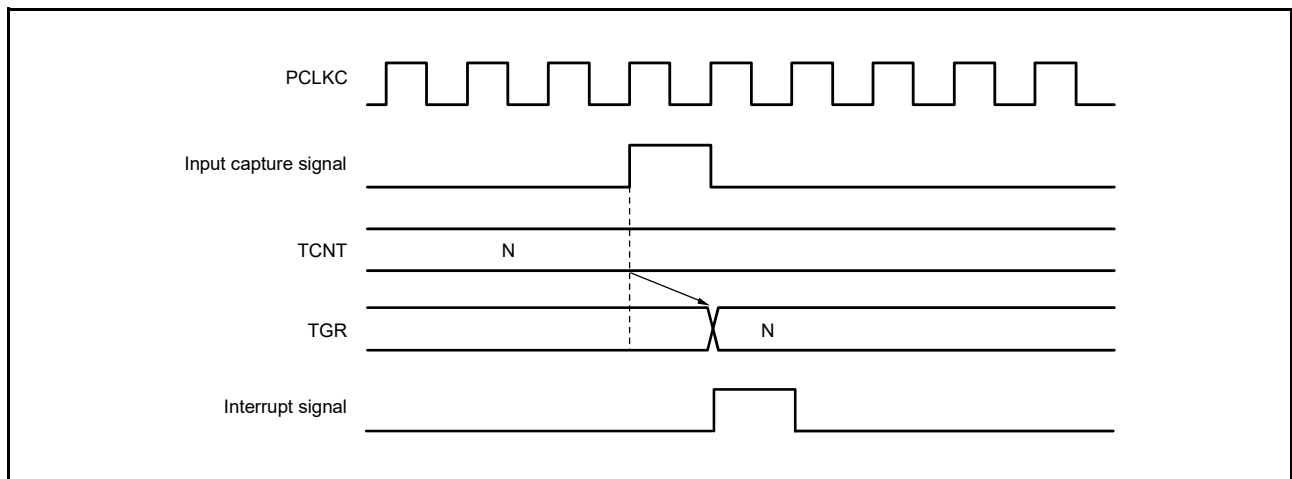 PCLKC
Input capture signal
TCNT
N
TGR
N
Interrupt signal